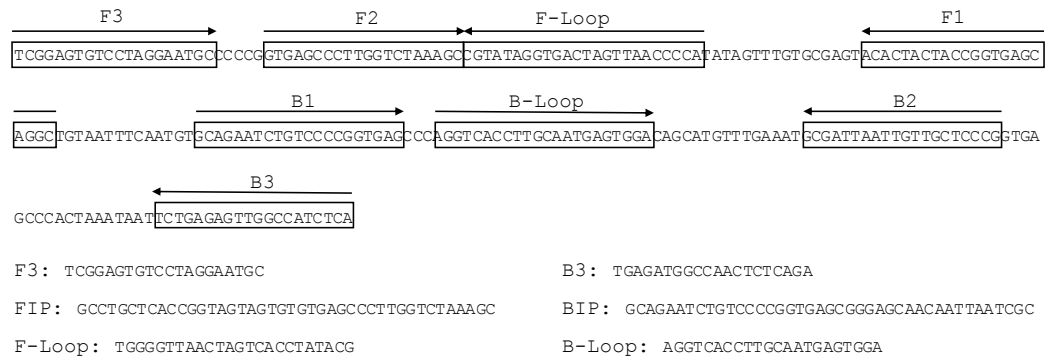 F3 F2 F-Loop F1
TCGGAGTGTCCTAGGAATGCCCCCGGTGAGCCCTTGGTCTAAAGCCGTATAGGTGACTAGTTAACCCCATATAGTTTGTGCGAGTACACTACTACCGGTGAGC
B1 B-Loop B2
AGGCTGTAATTTCAATGTGCAGAATCTGTCCCCGGTGAGCCCAGGTCACCTTGCAATGAGTGGACAGCATGTTTGAAATGCGATTAATTGTTGCTCCCGGTGA
B3
GCCCACTAAATAATTCTGAGAGTTGGCCATCTCA
F3: TCGGAGTGTCCTAGGAATGC B3: TGAGATGGCCAACTCTCAGA
FIP: GCCTGCTCACCGGTAGTAGTGTGTGAGCCCTTGGTCTAAAGC BIP: GCAGAATCTGTCCCCGGTGAGCGGGAGCAACAATTAATCGC
F-Loop: TGGGGTTAACTAGTCACCTATACG B-Loop: AGGTCACCTTGCAATGAGTGGA